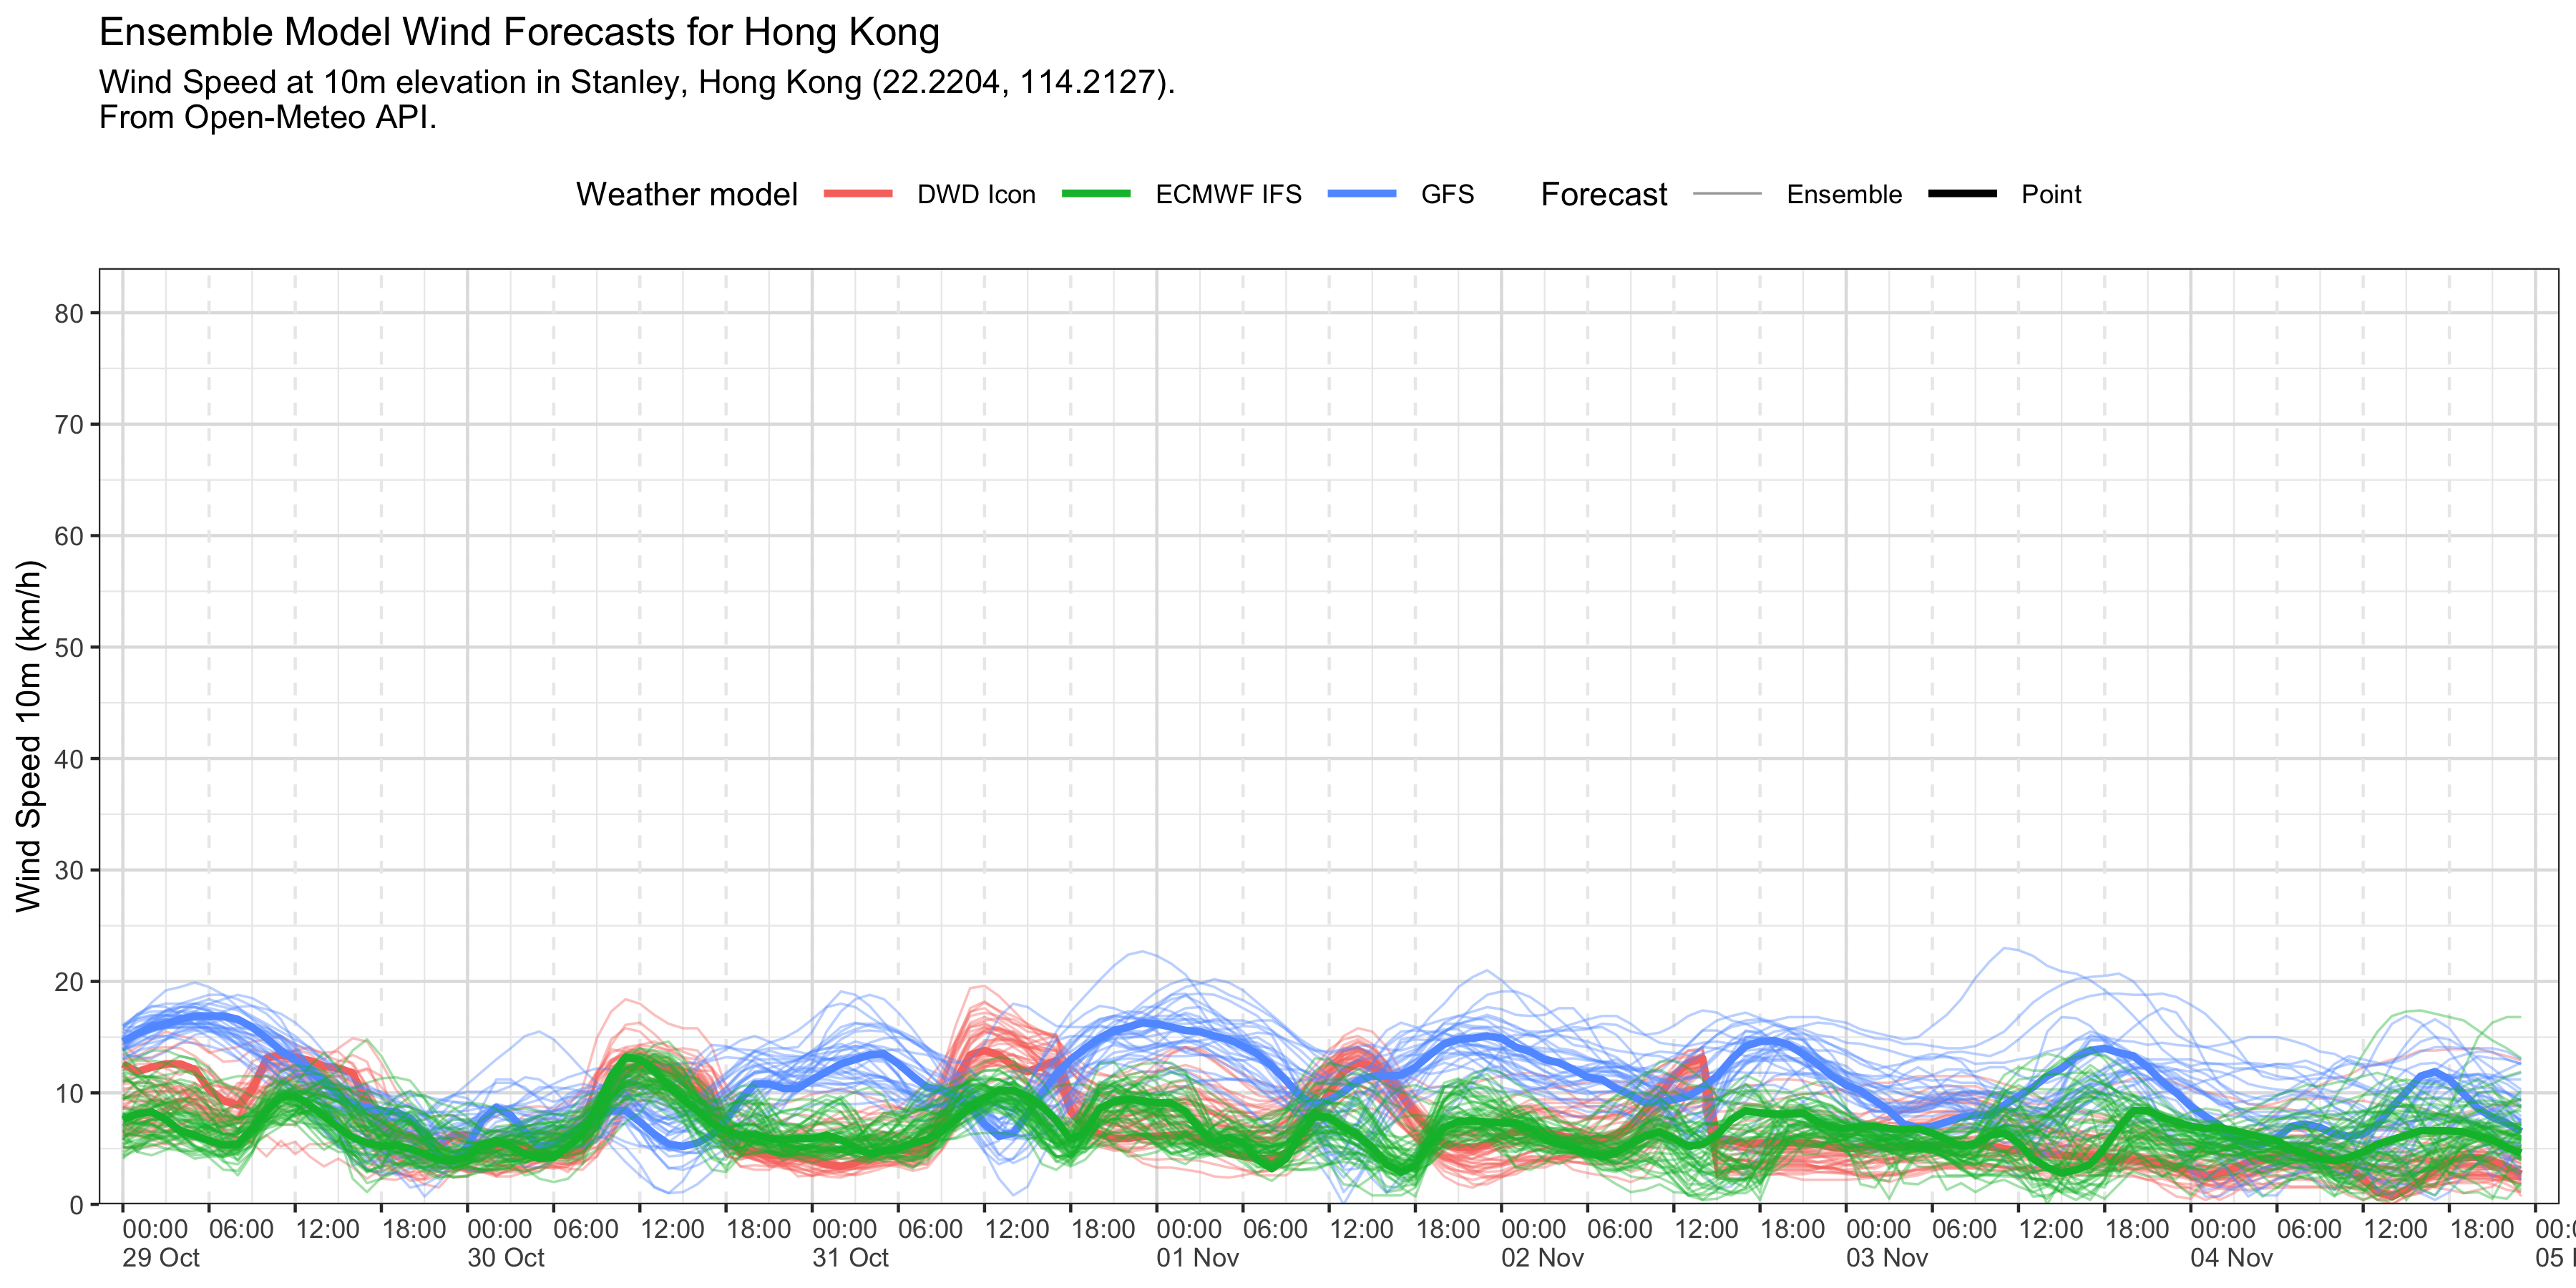 Ensemble Model Wind Forecasts for Hong Kong
Wind Speed at 10m elevation in Stanley, Hong Kong (22.2204, 114.2127).
From Open-Meteo API.
Weather model DWD Icon ECMWF IFS GFS Forecast Ensemble Point
Wind Speed 10m (km/h)
80
70
60
50
40
30
20
10
0
00:00 06:00 12:00 18:00 00:00 06:00 12:00 18:00 00:00 06:00 12:00 18:00 00:00 06:00 12:00 18:00 00:00 06:00 12:00 18:00 00:00 06:00 12:00 18:00 00:00 06:00 12:00 18:00
29 Oct 30 Oct 31 Oct 01 Nov 02 Nov 03 Nov 04 Nov